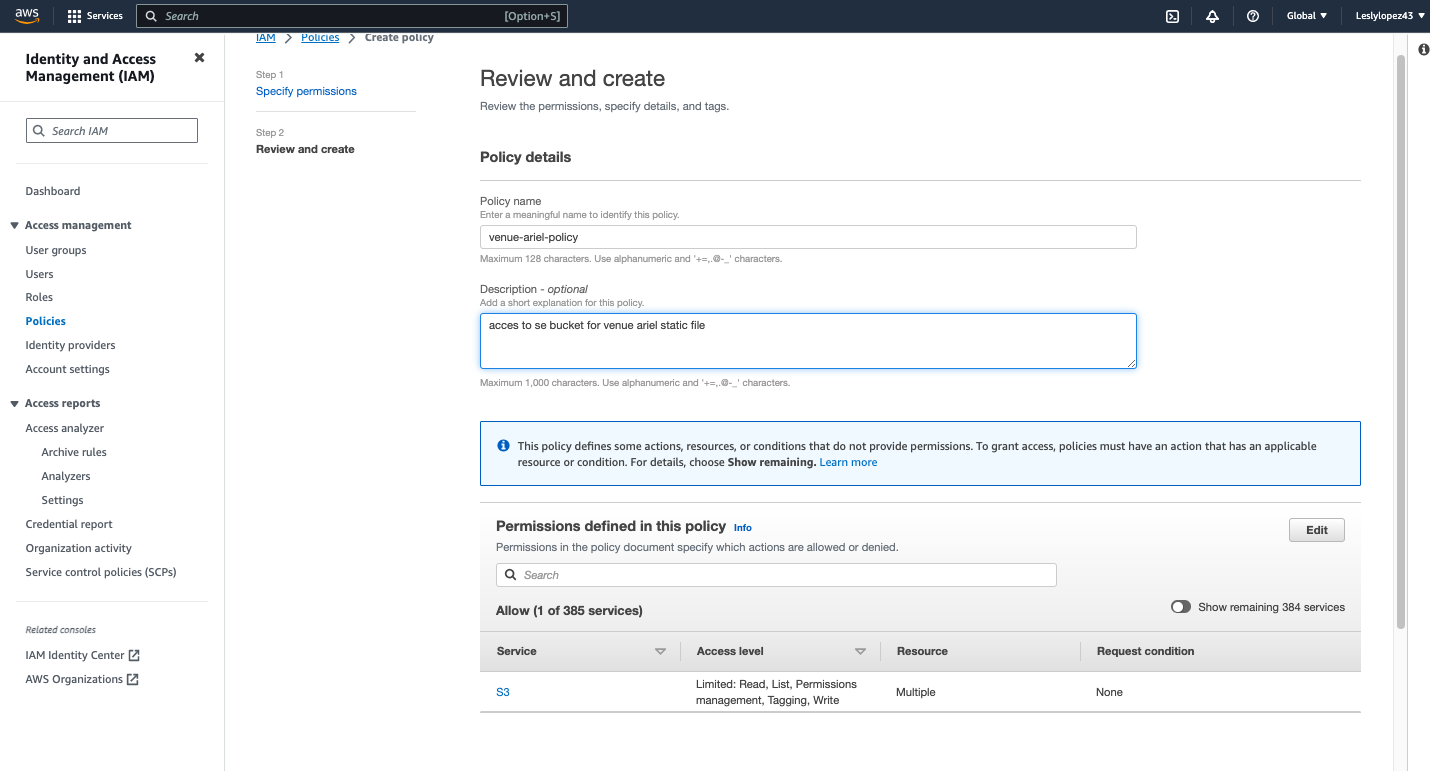 aws
Services
Search
[Option+S]
Global
Leslylopez43
Identity and Access
Management (IAM)
Search IAM
Dashboard
Access management
User groups
Users
Roles
Policies
Identity providers
Account settings
Access reports
Access analyzer
Archive rules
Analyzers
Settings
Credential report
Organization activity
Service control policies (SCPs)
Related consoles
IAM Identity Center
AWS Organizations
IAM > Policies > Create policy
Step 1
Specify permissions
Step 2
Review and create
Review and create
Review the permissions, specify details, and tags.
Policy details
Policy name
Enter a meaningful name to identify this policy.
venue-ariel-policy
Maximum 128 characters. Use alphanumeric and '+=,.@-_' characters.
Description - optional
Add a short explanation for this policy.
acces to se bucket for venue ariel static file
Maximum 1,000 characters. Use alphanumeric and '+=,.@-_' characters.
This policy defines some actions, resources, or conditions that do not provide permissions. To grant access, policies must have an action that has an applicable
resource or condition. For details, choose Show remaining. Learn more
Permissions defined in this policy Info
Edit
Permissions in the policy document specify which actions are allowed or denied.
Search
Allow (1 of 385 services)
Show remaining 384 services
Service
Access level
Resource
Request condition
S3
Limited: Read, List, Permissions
management, Tagging, Write
Multiple
None